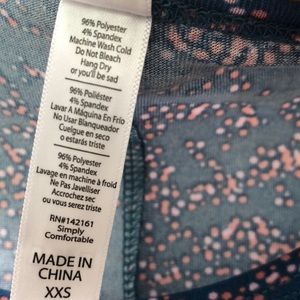 96% Polyester
4% Spandex
Machine Wash Cold
Do Not Bleach
Hang Dry
or you'll be sad
96% Poliéster
4% Spandex
Lavar A Máquina En Frío
No Usar Blanqueador
Cuelgue en seco
o estarás triste
96% Polyester
4% Spandex
Lavage en machine à froid
Ne Pas Javelliser
Accrochez sec
ou vous serez triste
RN#142161
Simply
Comfortable
MADE IN
CHINA
XXS